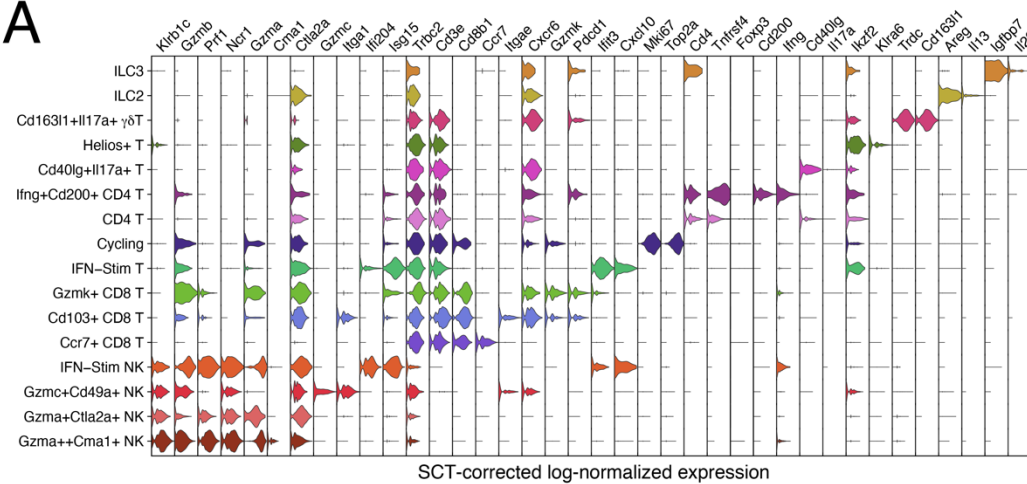 A
Klrb1c Gzmb Prf1 Ncr1 Gzma Cma1 Ctla2a Gzmc Itga1 Ifi204 Isg15 Trbc2 Cd3e Cd8b1 Ccr7 Itgae Cxcr6 Gzmk Pdcd1 Ifit3 Cxcl10 Mki67 Top2a Cd4 Tnfrsf4 Foxp3 Cd200 Ifng Cd40lg Il17a Ikzf2 Klra6 Trdc Cd163l1 Areg Il13 Igfbp7
ILC3
ILC2
Cd163l1+Il17a+ γδT
Helios+ T
Cd40lg+Il17a+ T
Ifng+Cd200+ CD4 T
CD4 T
Cycling
IFN−Stim T
Gzmk+ CD8 T
Cd103+ CD8 T
Ccr7+ CD8 T
IFN−Stim NK
Gzmc+Cd49a+ NK
Gzma+Ctla2a+ NK
Gzma++Cma1+ NK
SCT-corrected log-normalized expression